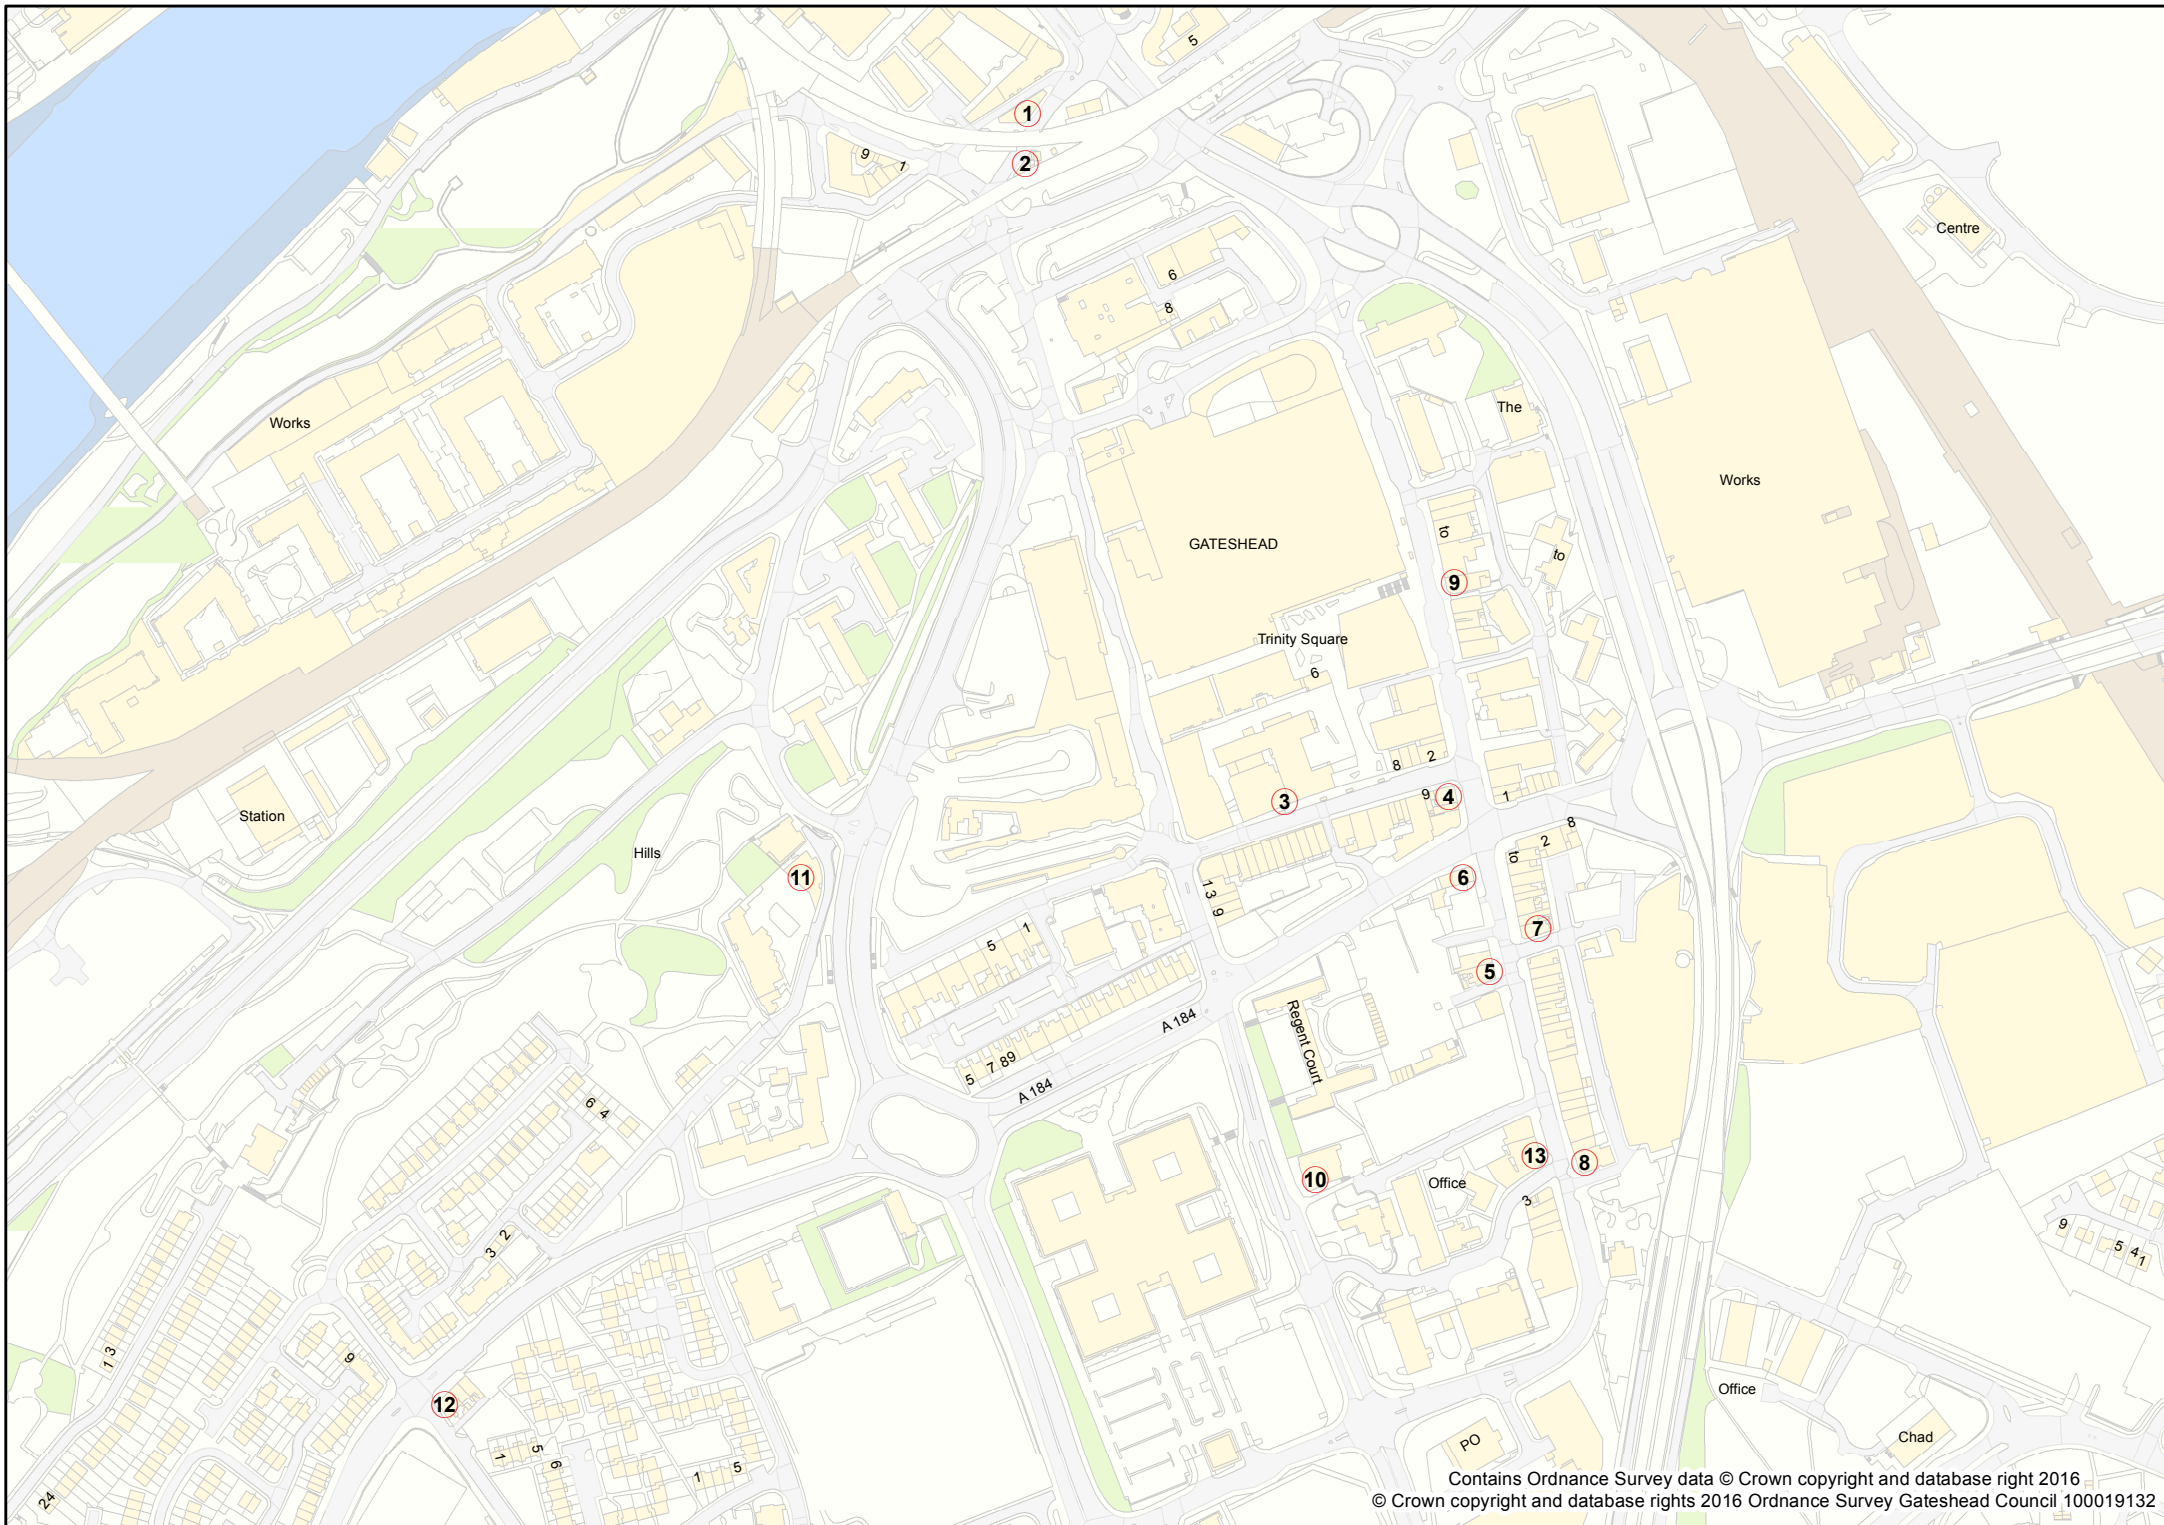 5
1
2
9 1
Centre
6
8
Works
The
Works
to
GATESHEAD
to
9
Trinity Square
6
2
8
9 4
1
3
Station
8
2
Hills
to
11
6
1 3 9
7
1
5
5
Regent Court
A 184
7 89
5
A 184
6 4
13
8
10
Office
3
9
5 41
3 2
1 3
9
Office
12
Chad
PO
1
5
6
1 5
24
Contains Ordnance Survey data © Crown copyright and database right 2016
© Crown copyright and database rights 2016 Ordnance Survey Gateshead Council 100019132